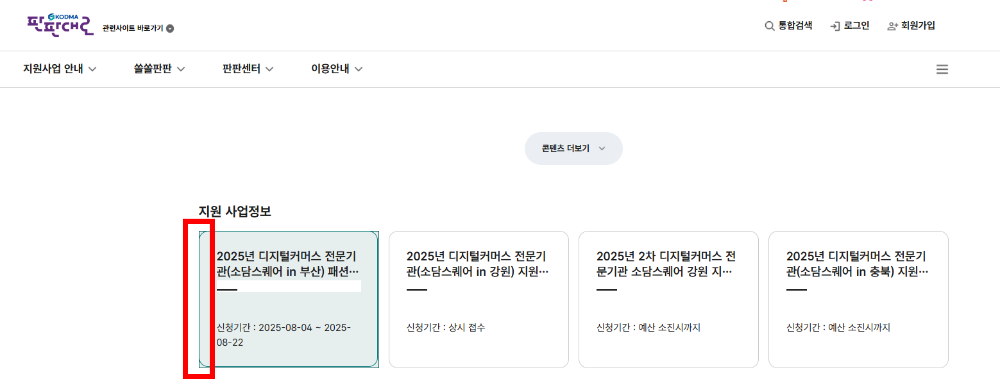 KODMA
판판대로
관련사이트 바로가기
통합검색
로그인
회원가입
지원사업 안내
쏠쏠판판
판판센터
이용안내
콘텐츠 더보기
지원 사업정보
2025년 디지털커머스 전문기
관(소담스퀘어 in 부산) 패션…
신청기간 : 2025-08-04 ~ 2025-
08-22
2025년 디지털커머스 전문기
관(소담스퀘어 in 강원) 지원…
신청기간 : 상시 접수
2025년 2차 디지털커머스 전
문기관 소담스퀘어 강원 지…
신청기간 : 예산 소진시까지
2025년 디지털커머스 전문기
관(소담스퀘어 in 충북) 지원…
신청기간 : 예산 소진시까지